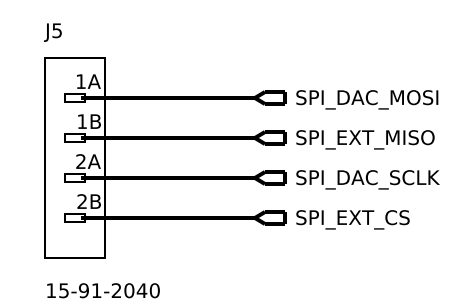 J5
1A SPI_DAC_MOSI
1B SPI_EXT_MISO
2A SPI_DAC_SCLK
2B SPI_EXT_CS
15-91-2040